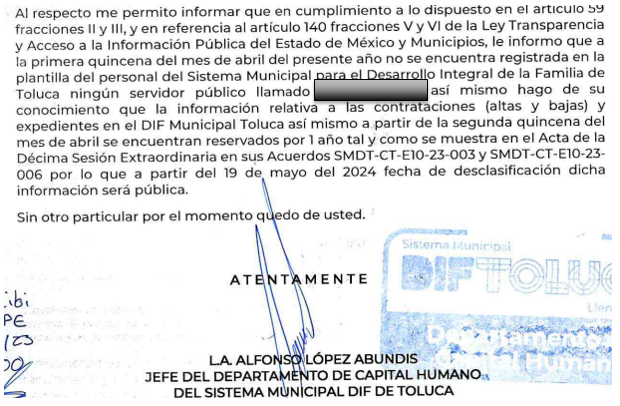 Al respecto me permito informar que en cumplimiento a lo dispuesto en el artículo 59
fracciones II y III, y en referencia al artículo 140 fracciones V y VI de la Ley Transparencia
y Acceso a la Información Pública del Estado de México y Municipios, le informo que a
la primera quincena del mes de abril del presente año no se encuentra registrada en la
plantilla del personal del Sistema Municipal para el Desarrollo Integral de la Familia de
Toluca ningún servidor público llamado así mismo hago de su
conocimiento que la información relativa a las contrataciones (altas y bajas) y
expedientes en el DIF Municipal Toluca así mismo a partir de la segunda quincena del
mes de abril se encuentran reservados por 1 año tal y como se muestra en el Acta de la
Décima Sesión Extraordinaria en sus Acuerdos SMDT-CT-E10-23-003 y SMDT-CT-E10-23-
006 por lo que a partir del 19 de mayo del 2024 fecha de desclasificación dicha
información será pública.
Sin otro particular por el momento quedo de usted.
Sistema Municipal
DIF TOLUC
Llen
ATENTAMENTE
Departamento
Human
L.A. ALFONSO LÓPEZ ABUNDIS
JEFE DEL DEPARTAMENTO DE CAPITAL HUMANO
DEL SISTEMA MUNICIPAL DIF DE TOLUCA